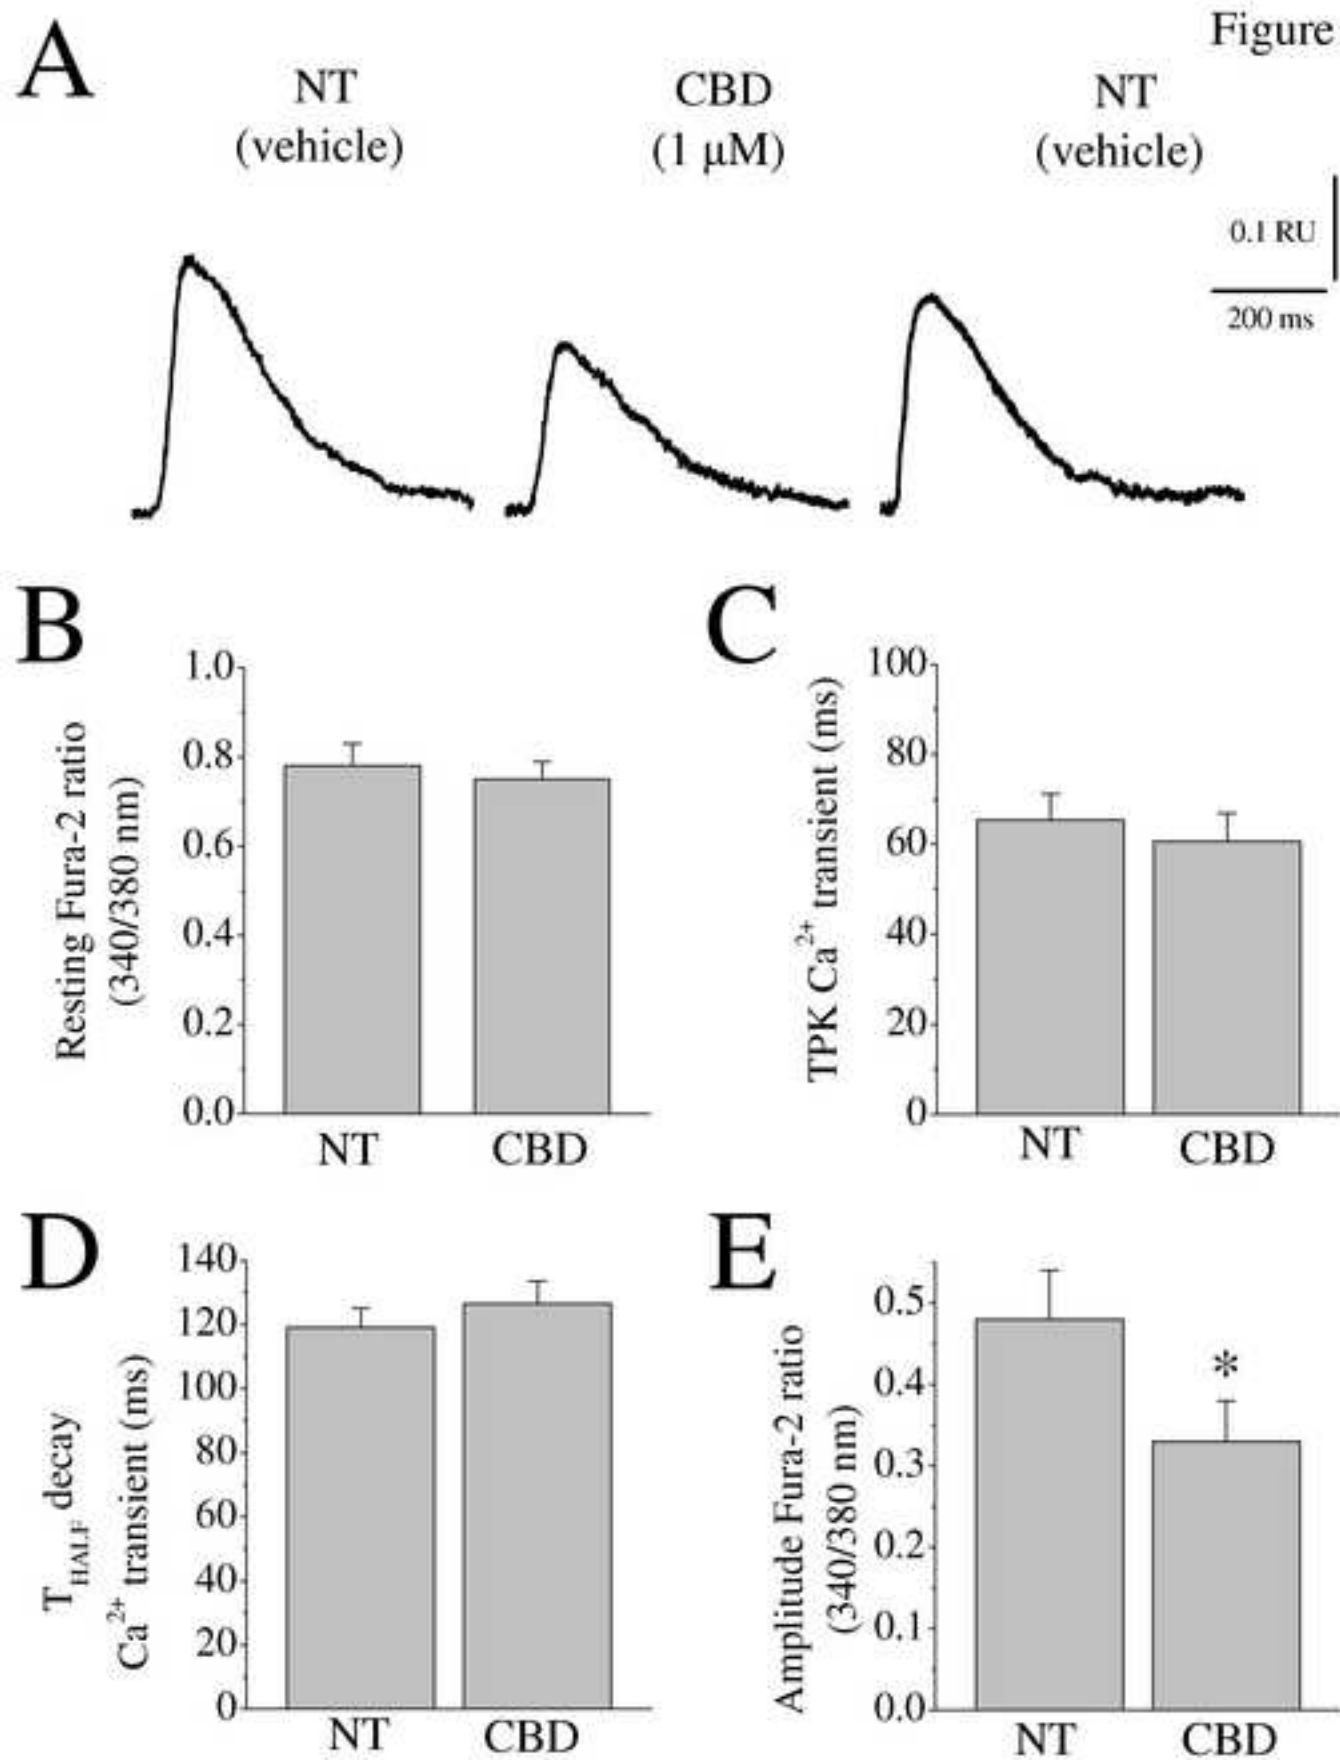 Figure
A
NT
(vehicle)
CBD
(1 μM)
NT
(vehicle)
0.1 RU
200 ms
B
Resting Fura-2 ratio
(340/380 nm)
1.0
0.8
0.6
0.4
0.2
0.0
NT
CBD
C
TPK Ca²⁺ transient (ms)
100
80
60
40
20
0
NT
CBD
D
T_HALF decay
Ca²⁺ transient (ms)
140
120
100
80
60
40
20
0
NT
CBD
E
Amplitude Fura-2 ratio
(340/380 nm)
0.5
0.4
0.3
0.2
0.1
0.0
*
NT
CBD